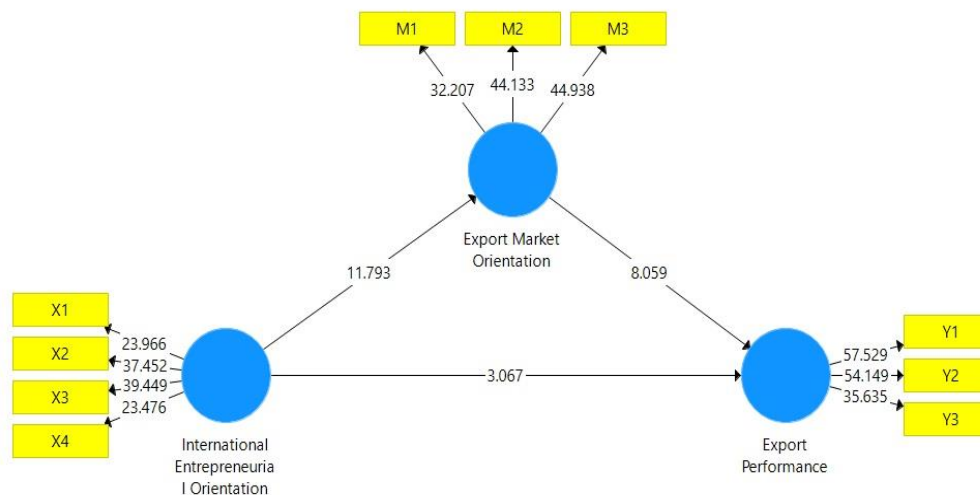 M1
M2
M3
32.207
44.133
44.938
Export Market
Orientation
11.793
8.059
X1
X2
X3
X4
23.966
37.452
39.449
23.476
International
Entrepreneuria
l Orientation
3.067
Export
Performance
57.529
54.149
35.635
Y1
Y2
Y3